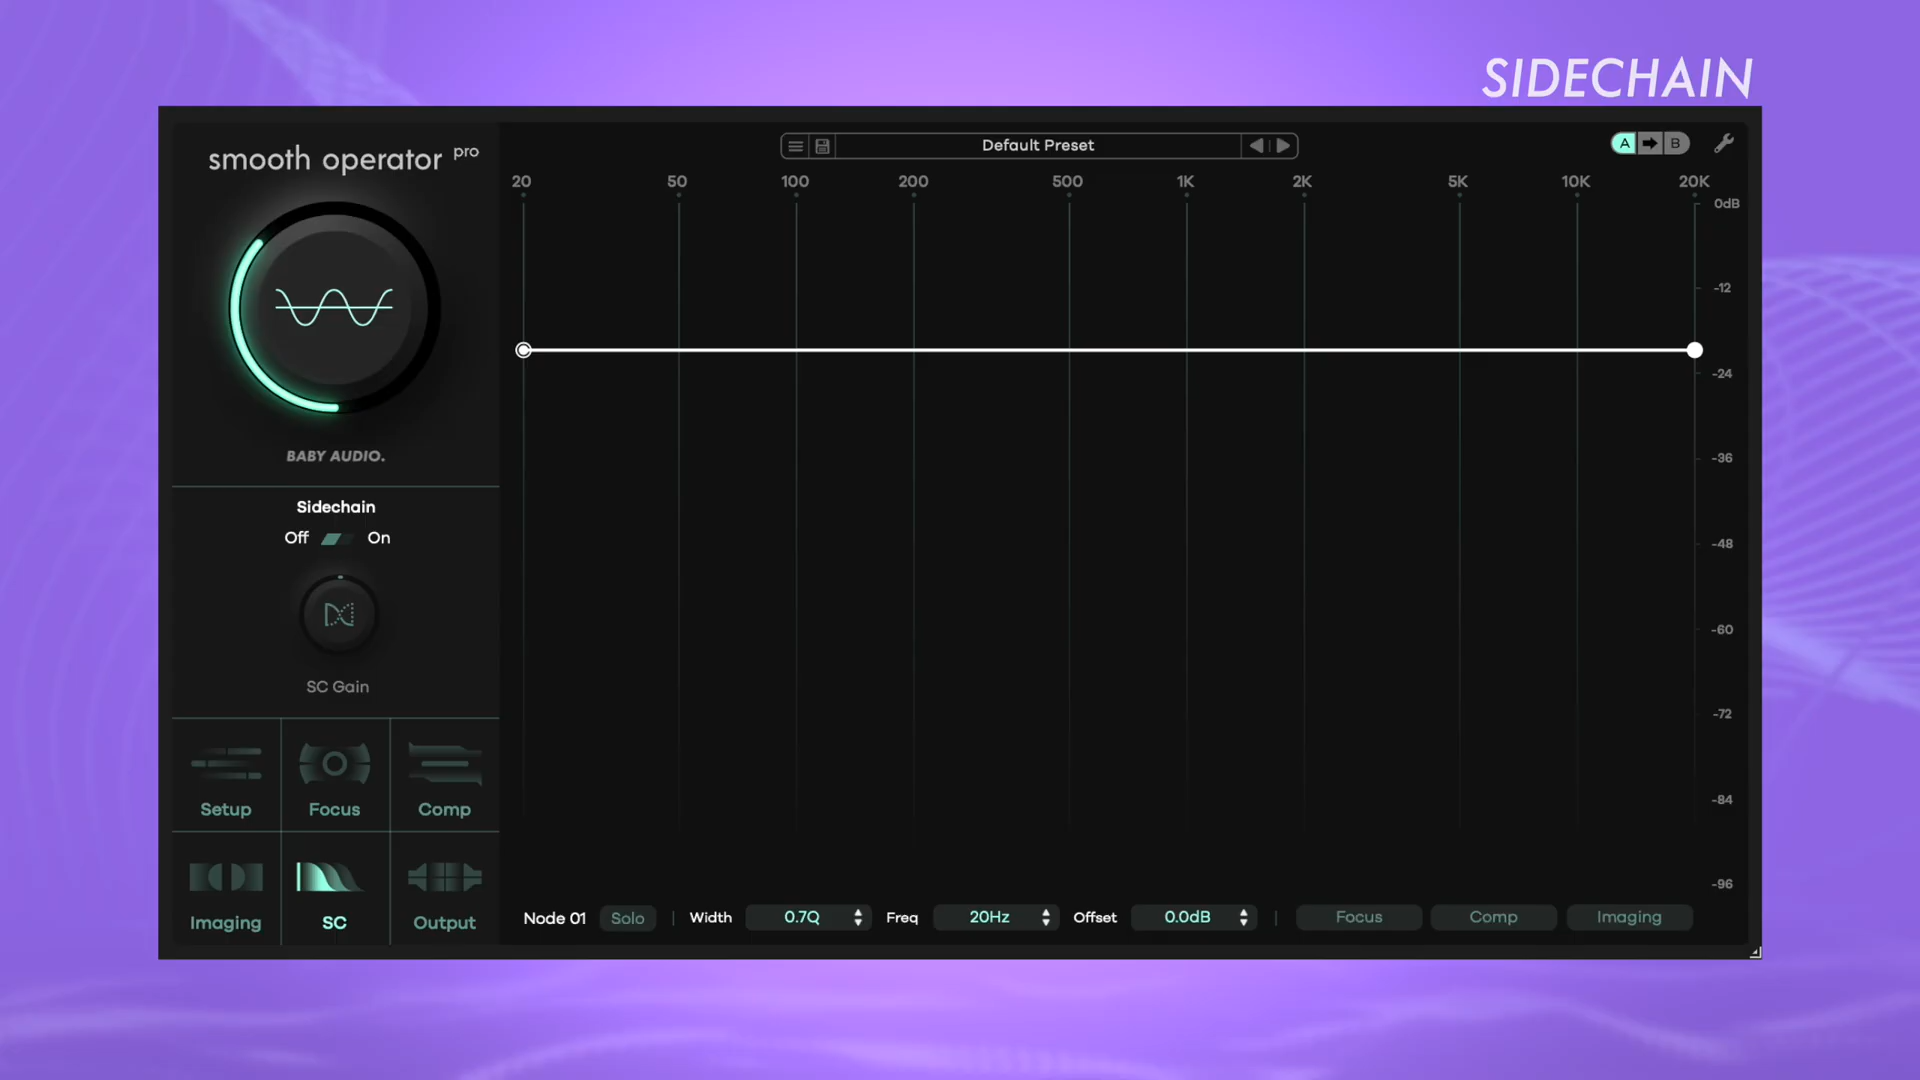 SIDECHAIN
smooth operator pro
Default Preset
A B
20 50 100 200 500 1K 2K 5K 10K 20K
0dB
-12
-24
-36
-48
-60
-72
-84
-96
BABY AUDIO.
Sidechain
Off On
SC Gain
Setup Focus Comp
Imaging SC Output
Node 01 Solo | Width 0.7Q Freq 20Hz Offset 0.0dB | Focus Comp Imaging